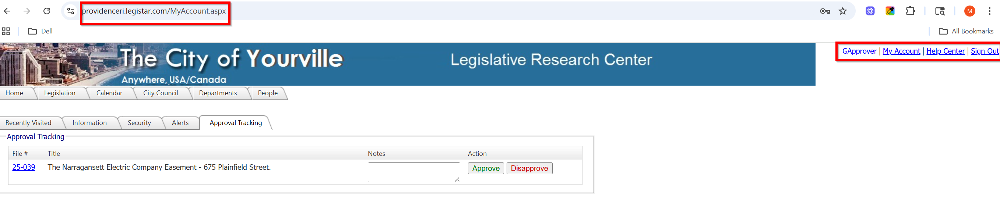 providenceri.legistar.com/MyAccount.aspx
M
Dell
All Bookmarks
The City of Yourville
Anywhere, USA/Canada
Legislative Research Center
GApprover | My Account | Help Center | Sign Out
Home Legislation Calendar City Council Departments People
Recently Visited Information Security Alerts Approval Tracking
Approval Tracking
File # Title Notes Action
25-039 The Narragansett Electric Company Easement - 675 Plainfield Street. Approve Disapprove